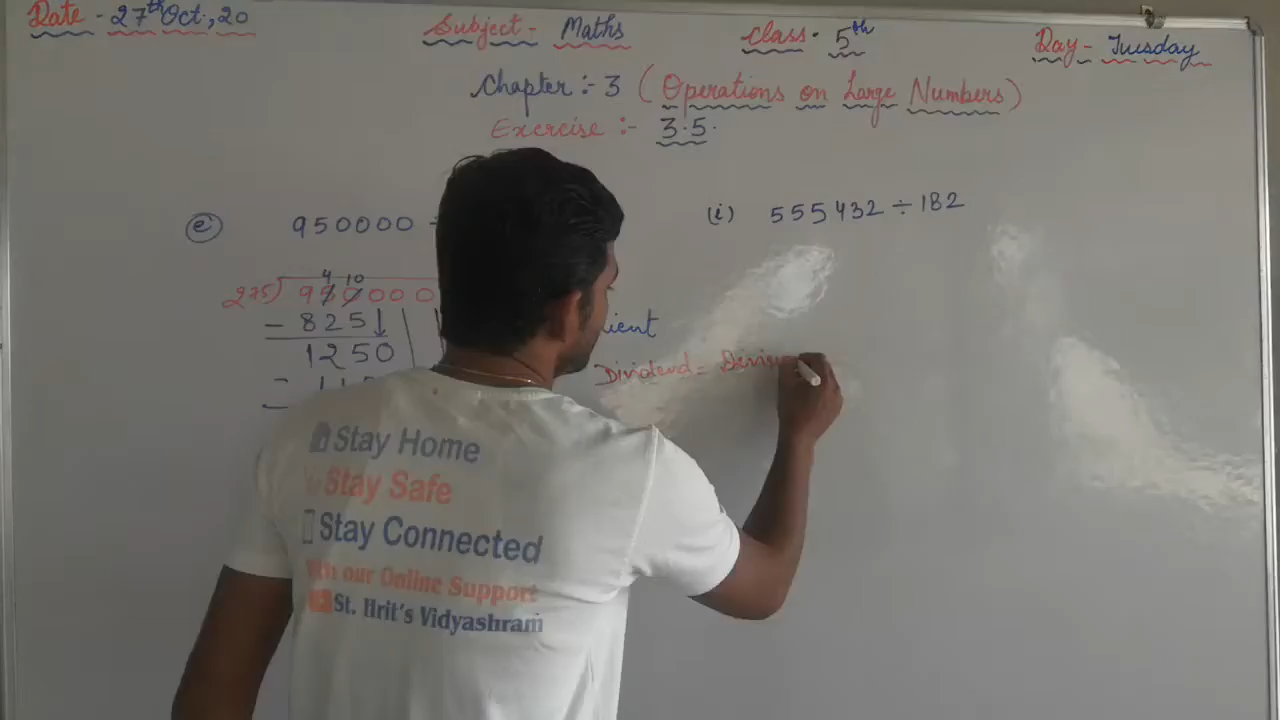 Date - 27th Oct., 20 Subject - Maths Class - 5th Day - Tuesday
Chapter :- 3 (Operations on Large Numbers)
Exercise :- 3.5.
(e) 950000 ÷
(i) 555432 ÷ 182
4 10
275) 950000
- 825
1250
Dividend =
Stay Home
Stay Safe
Stay Connected
our Online Support
St. Hrit's Vidyashram